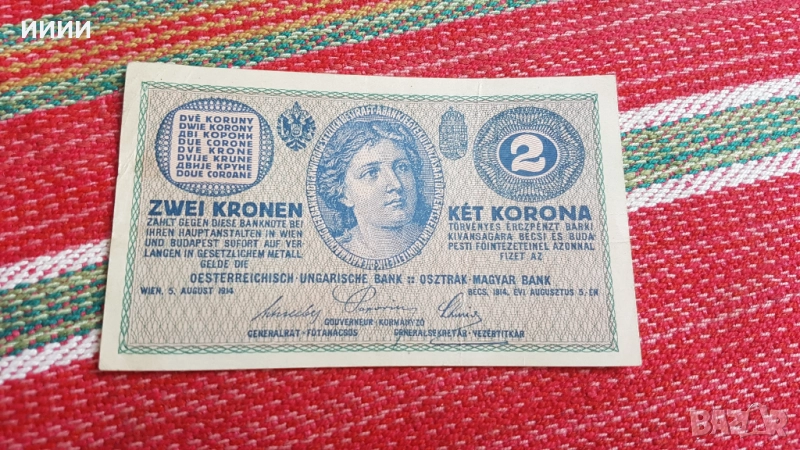 йййй
DVĚ KORUNY
DWIE KORONY
ДВІ КОРОНИ
DUE CORONE
DVE KRONE
DVIJE KRUNE
ДВИЈЕ КРУНЕ
DOUE COROANE
2
ZWEI KRONEN
ZAHLT GEGEN DIESE BANKNOTE BEI
IHREN HAUPTANSTALTEN IN WIEN
UND BUDAPEST SOFORT AUF VER-
LANGEN IN GESETZLICHEM METALL-
GELDE DIE
KÉT KORONA
TÖRVÉNYES ÉRCZPÉNZT BÁRKI
KIVÁNSÁGÁRA BÉCSI ÉS BUDA-
PESTI FŐINTÉZETEINÉL AZONNAL
FIZET AZ
OESTERREICHISCH-UNGARISCHE BANK :: OSZTRÁK-MAGYAR BANK
WIEN, 5. AUGUST 1914.
BÉCS, 1914. ÉVI AUGUSZTUS 5.-ÉN
GOUVERNEUR-KORMÁNYZÓ
GENERALRAT-FŐTANÁCSOS
GENERALSEKRETÄR-VEZÉRTITKÁR
BAZAR